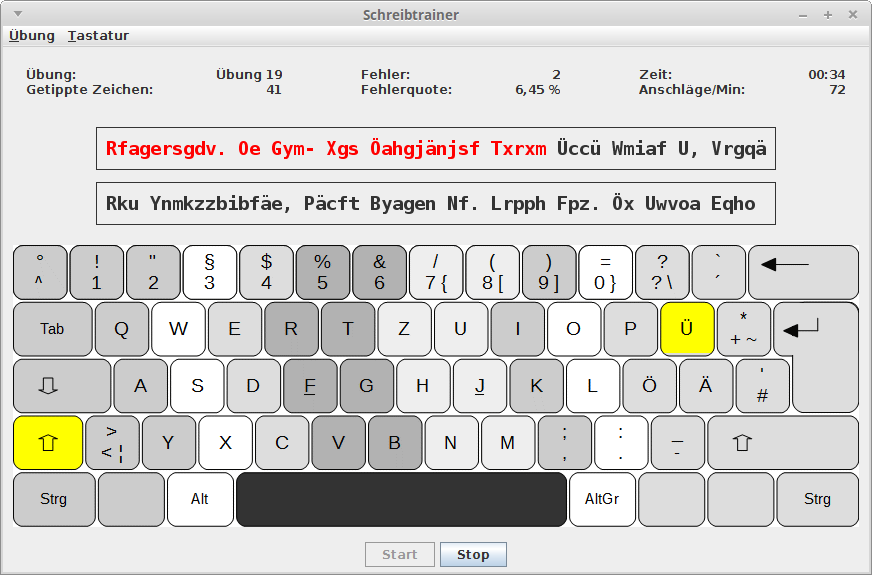 Schreibtrainer
Übung Tastatur
Übung: Übung 19 Fehler: 2 Zeit: 00:34
Getippte Zeichen: 41 Fehlerquote: 6,45 % Anschläge/Min: 72
Rfagersgdv. Oe Gym- Xgs Öahgjänjsf Txrxm Üccü Wmiaf U, Vrgqä
Rku Ynmkzzbibfäe, Päcft Byagen Nf. Lrpph Fpz. Öx Uwvoa Eqho
° ! " § $ % & / ( ) = ? `
^ 1 2 3 4 5 6 7 { 8 [ 9 ] 0 } ? \ ´
Tab Q W E R T Z U I O P Ü *
+ ~
A S D F G H J K L Ö Ä '
#
> ; : _
< ¦ Y X C V B N M , . -
Strg Alt AltGr Strg
Start Stop